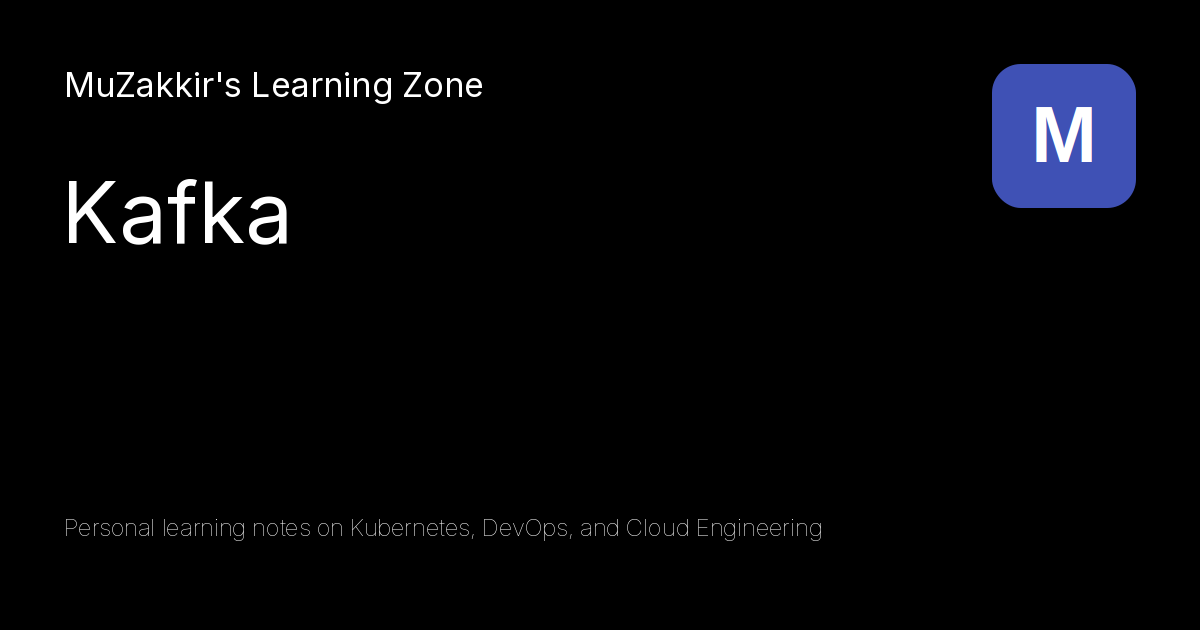 MuZakkir's Learning Zone
M
Kafka
Personal learning notes on Kubernetes, DevOps, and Cloud Engineering